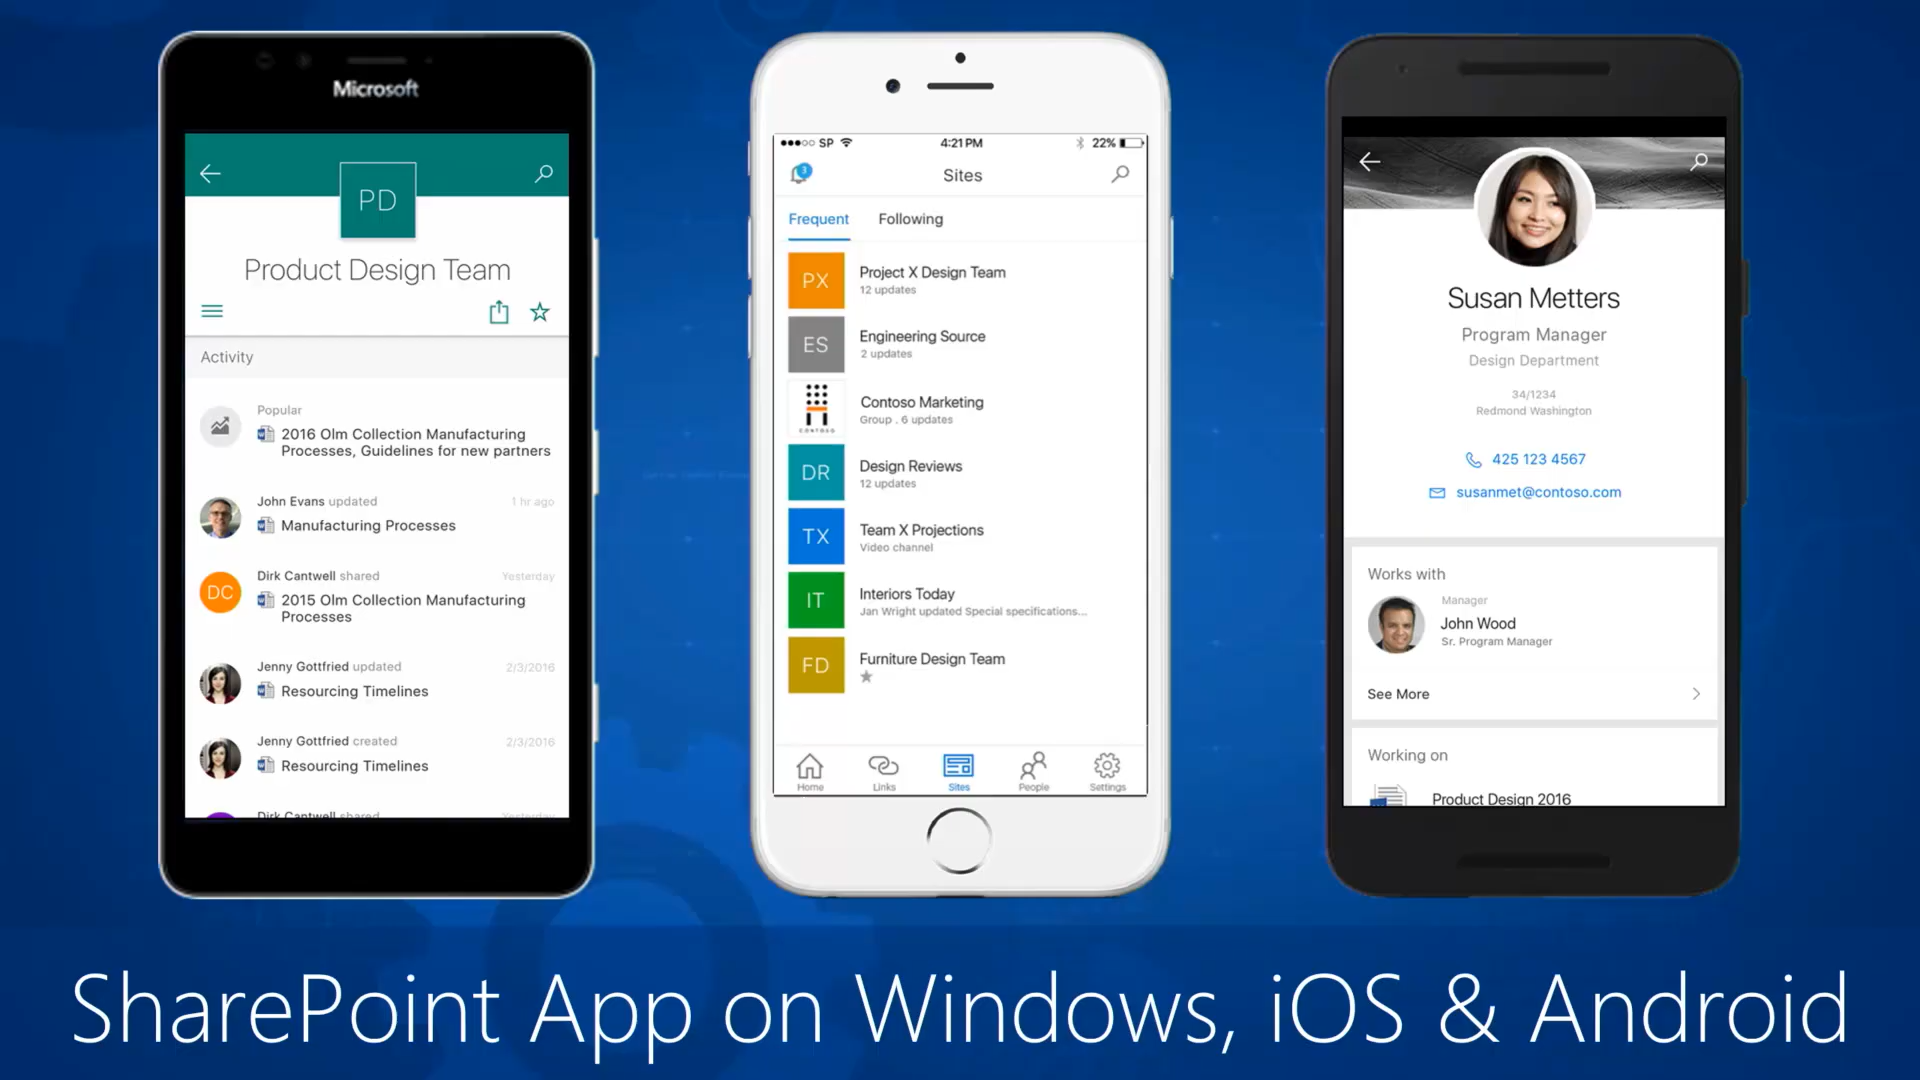 Microsoft
PD
Product Design Team
Activity
Popular
2016 Olm Collection Manufacturing
Processes, Guidelines for new partners
John Evans updated 1 hr ago
Manufacturing Processes
DC
Dirk Cantwell shared Yesterday
2015 Olm Collection Manufacturing
Processes
Jenny Gottfried updated 2/3/2016
Resourcing Timelines
Jenny Gottfried created 2/3/2016
Resourcing Timelines
Dirk Cantwell shared Yesterday
SP 4:21 PM 22%
3
Sites
Frequent Following
PX
Project X Design Team
12 updates
ES
Engineering Source
2 updates
CONTOSO
Contoso Marketing
Group . 6 updates
DR
Design Reviews
12 updates
TX
Team X Projections
Video channel
IT
Interiors Today
Jan Wright updated Special specifications...
FD
Furniture Design Team
Home Links Sites People Settings
Susan Metters
Program Manager
Design Department
34/1234
Redmond Washington
425 123 4567
susanmet@contoso.com
Works with
Manager
John Wood
Sr. Program Manager
See More
Working on
Product Design 2016
SharePoint App on Windows, iOS & Android